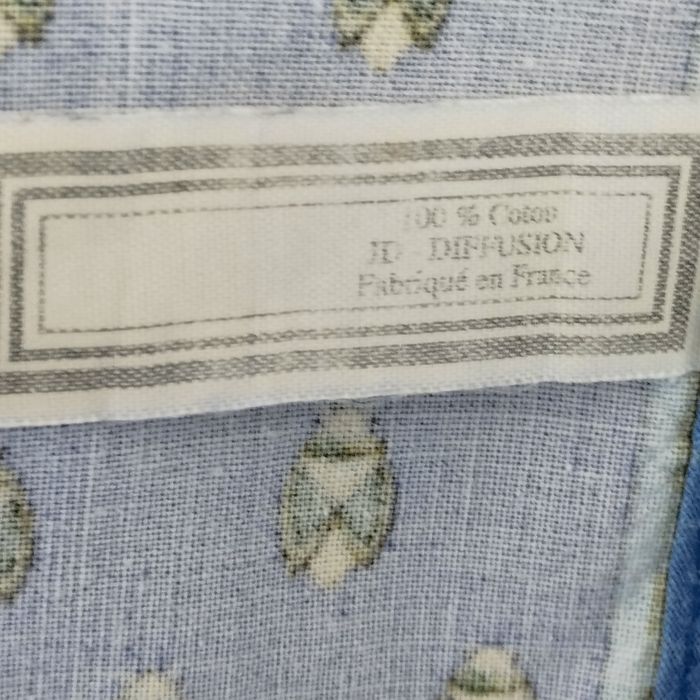 100 % Coton
JD DIFFUSION
Fabriqué en France